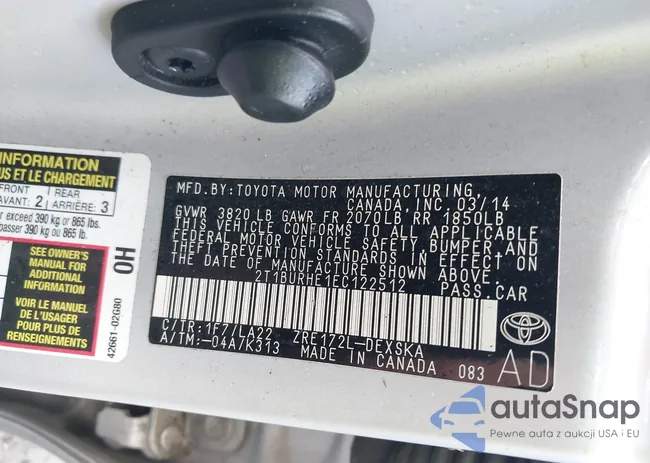 INFORMATION
US ET LE CHARGEMENT
FRONT
AVANT: 2
REAR
ARRIÈRE: 3
exceed 390 kg or 865 lbs.
passer 390 kg ou 865 lb.
SEE OWNER'S
MANUAL FOR
ADDITIONAL
INFORMATION
VOIR LE MANUEL
DE L'USAGER
POUR PLUS DE
RENSEIGNEMENTS
0H
42661-02G80
MFD.BY:TOYOTA MOTOR MANUFACTURING,
CANADA, INC. 03/14
GVWR 3820 LB GAWR FR 2070LB RR 1850LB
THIS VEHICLE CONFORMS TO ALL APPLICABLE
FEDERAL MOTOR VEHICLE SAFETY, BUMPER AND
THEFT PREVENTION STANDARDS IN EFFECT ON
THE DATE OF MANUFACTURE SHOWN ABOVE.
2T1BURHE1EC122512 PASS.CAR
C/TR:1F7/LA22 ZRE172L-DEXSKA
A/TM:-04A/K313 MADE IN CANADA 083
TOYOTA
AD
autaSnap
Pewne auta z aukcji USA i EU